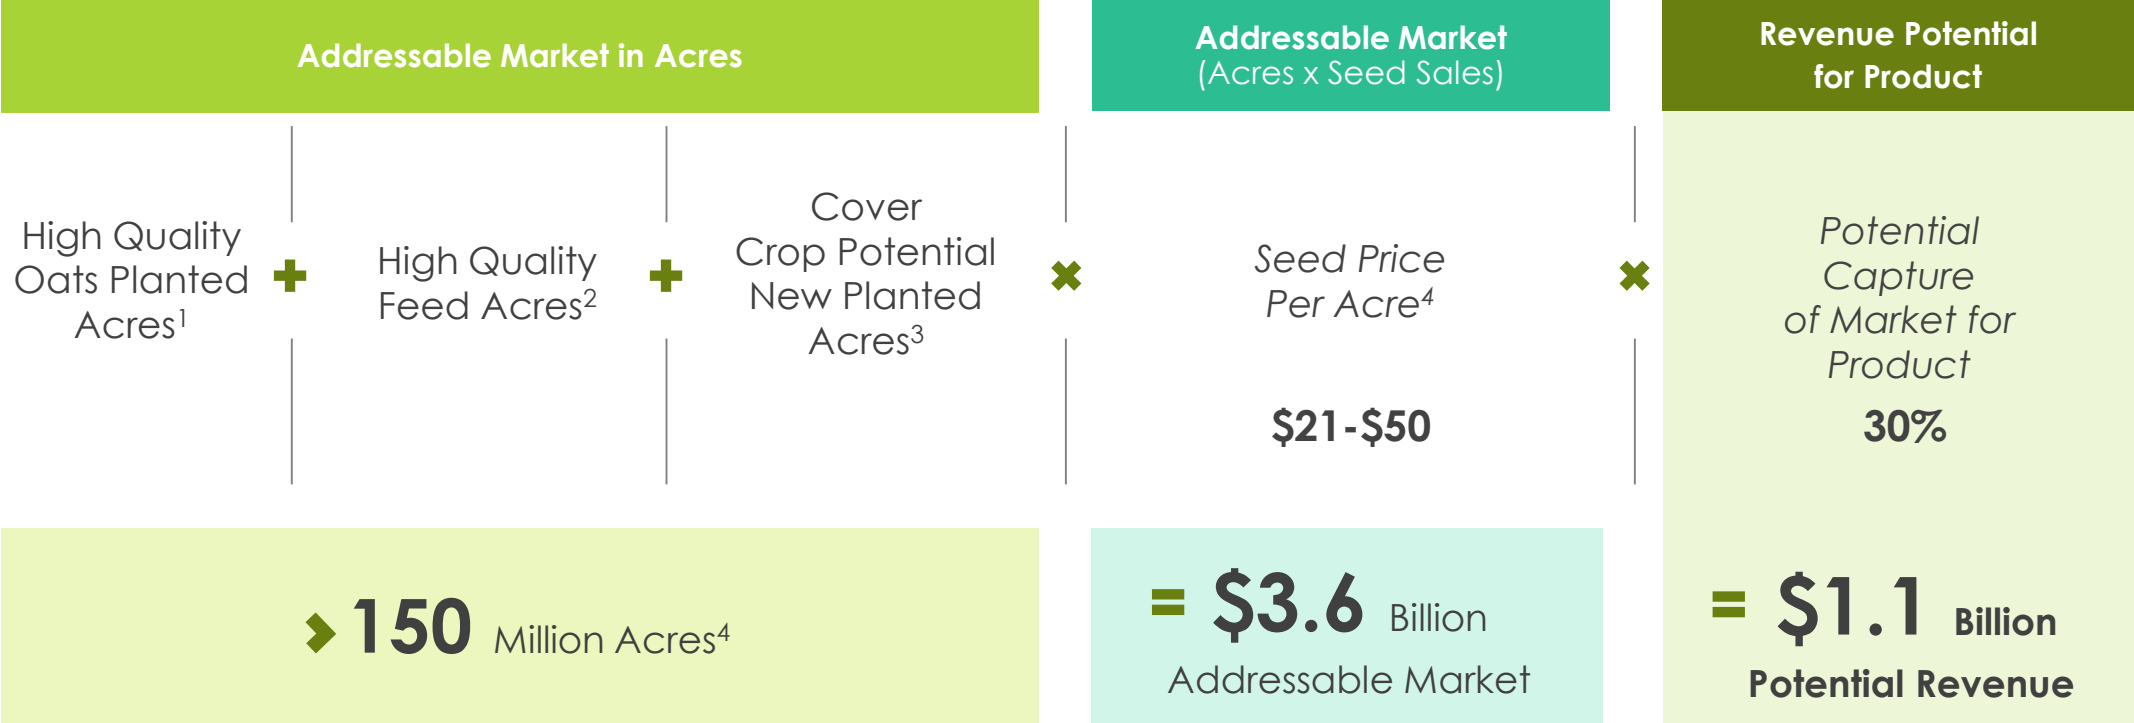 Addressable Market in Acres
High Quality
Oats Planted
Acres¹
+
High Quality
Feed Acres²
+
Cover
Crop Potential
New Planted
Acres³
> 150 Million Acres⁴
×
Addressable Market
(Acres x Seed Sales)
Seed Price
Per Acre⁴
$21-$50
= $3.6 Billion
Addressable Market
×
Revenue Potential
for Product
Potential
Capture
of Market for
Product
30%
= $1.1 Billion
Potential Revenue